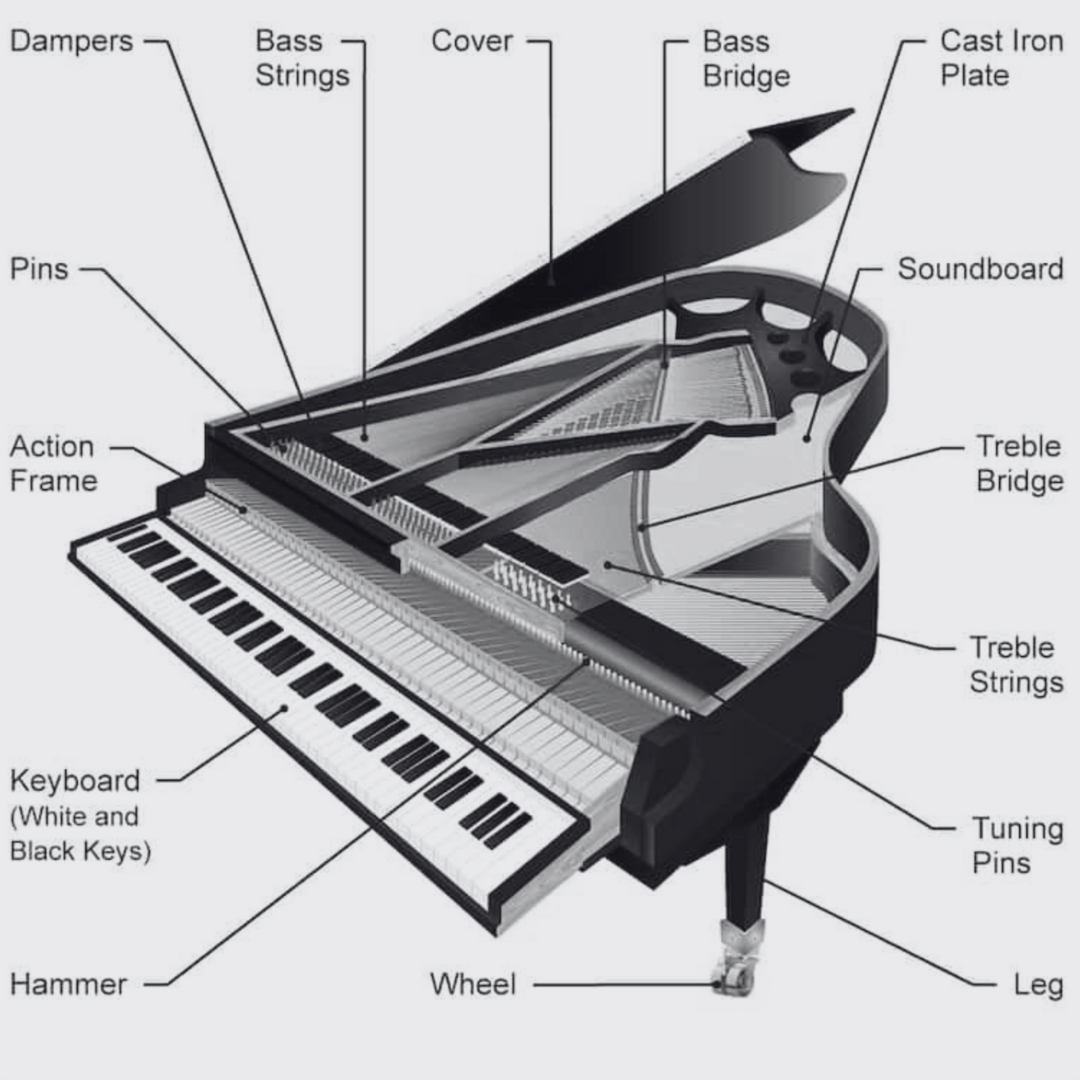 Dampers
Bass
Strings
Cover
Bass
Bridge
Cast Iron
Plate
Pins
Soundboard
Action
Frame
Treble
Bridge
Treble
Strings
Keyboard
(White and
Black Keys)
Tuning
Pins
Hammer
Wheel
Leg